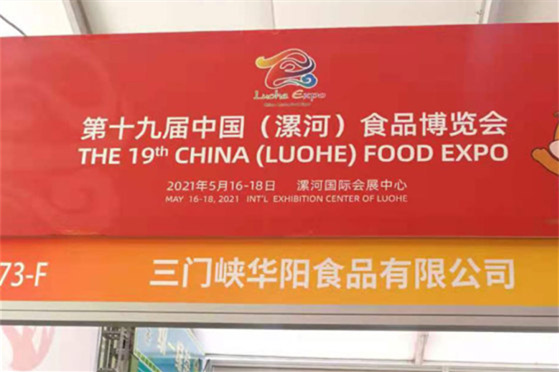 Luohe Expo
第十九届中国（漯河）食品博览会
THE 19th CHINA (LUOHE) FOOD EXPO
2021年5月16-18日 漯河国际会展中心
MAY 16-18, 2021 INT'L EXHIBITION CENTER OF LUOHE
73-F 三门峡华阳食品有限公司